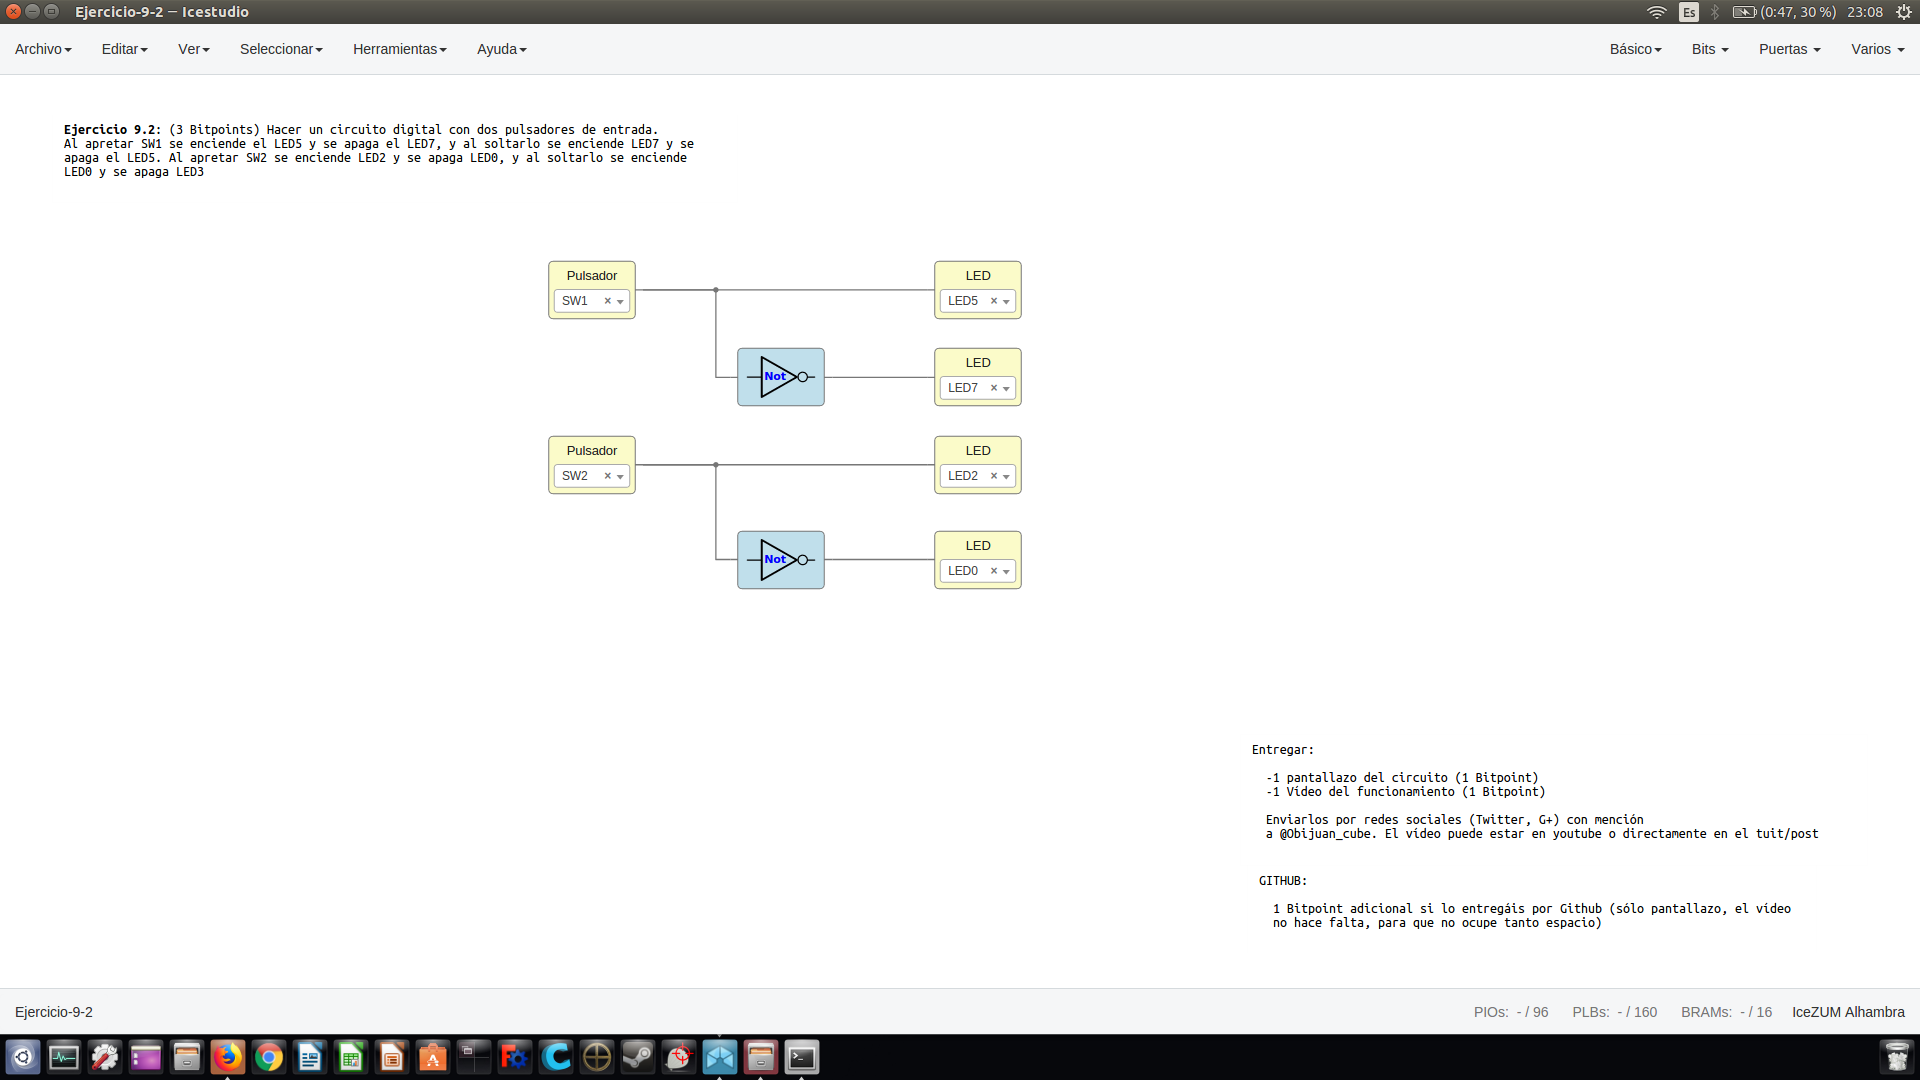 Ejercicio-9-2 — Icestudio
Es (0:47, 30 %) 23:08
Archivo Editar Ver Seleccionar Herramientas Ayuda Básico Bits Puertas Varios
Ejercicio 9.2: (3 Bitpoints) Hacer un circuito digital con dos pulsadores de entrada.
Al apretar SW1 se enciende el LED5 y se apaga el LED7, y al soltarlo se enciende LED7 y se
apaga el LED5. Al apretar SW2 se enciende LED2 y se apaga LED0, y al soltarlo se enciende
LED0 y se apaga LED3
Pulsador
SW1
LED
LED5
Not
LED
LED7
Pulsador
SW2
LED
LED2
Not
LED
LED0
Entregar:
-1 pantallazo del circuito (1 Bitpoint)
-1 Vídeo del funcionamiento (1 Bitpoint)
Enviarlos por redes sociales (Twitter, G+) con mención
a @Obijuan_cube. El vídeo puede estar en youtube o directamente en el tuit/post
GITHUB:
1 Bitpoint adicional si lo entregáis por Github (sólo pantallazo, el vídeo
no hace falta, para que no ocupe tanto espacio)
Ejercicio-9-2
PIOs: - / 96 PLBs: - / 160 BRAMs: - / 16 IceZUM Alhambra